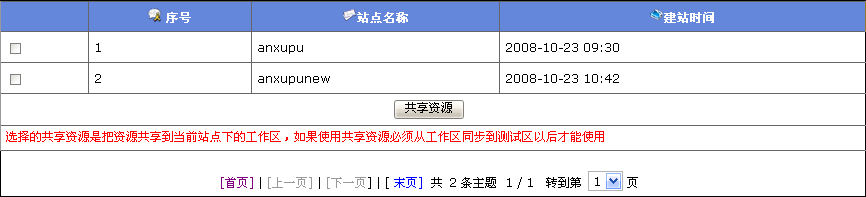 序号 站点名称 建站时间
1 anxupu 2008-10-23 09:30
2 anxupunew 2008-10-23 10:42
共享资源
选择的共享资源是把资源共享到当前站点下的工作区，如果使用共享资源必须从工作区同步到测试区以后才能使用
[首页] | [上一页] | [下一页] | [ 末页] 共 2 条主题 1 / 1 转到第 1 页